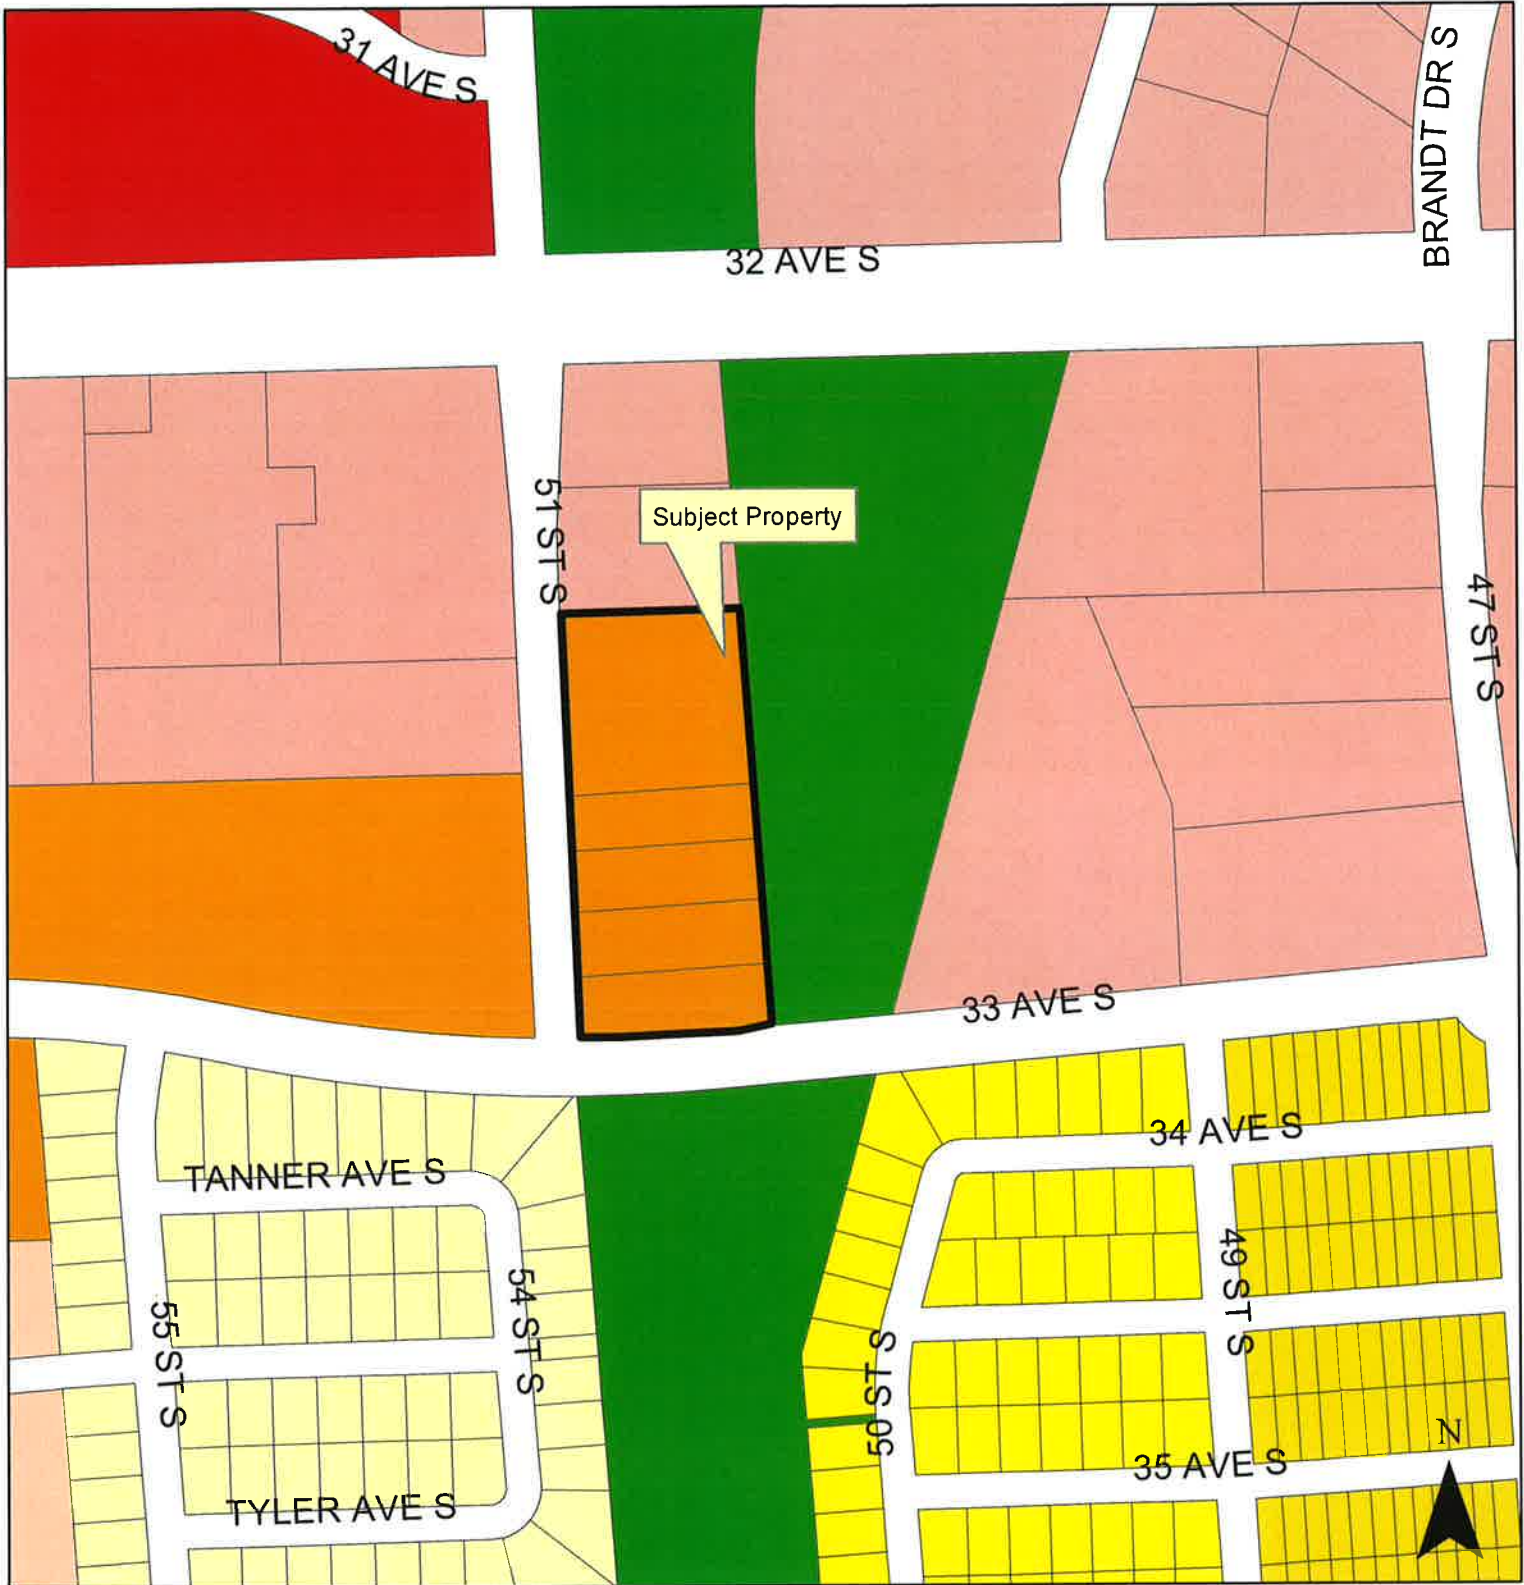 31 AVE S
BRANDT DR S
32 AVE S
51 ST S
Subject Property
47 ST S
33 AVE S
34 AVE S
TANNER AVE S
49 ST S
54 ST S
55 ST S
50 ST S
N
35 AVE S
TYLER AVE S